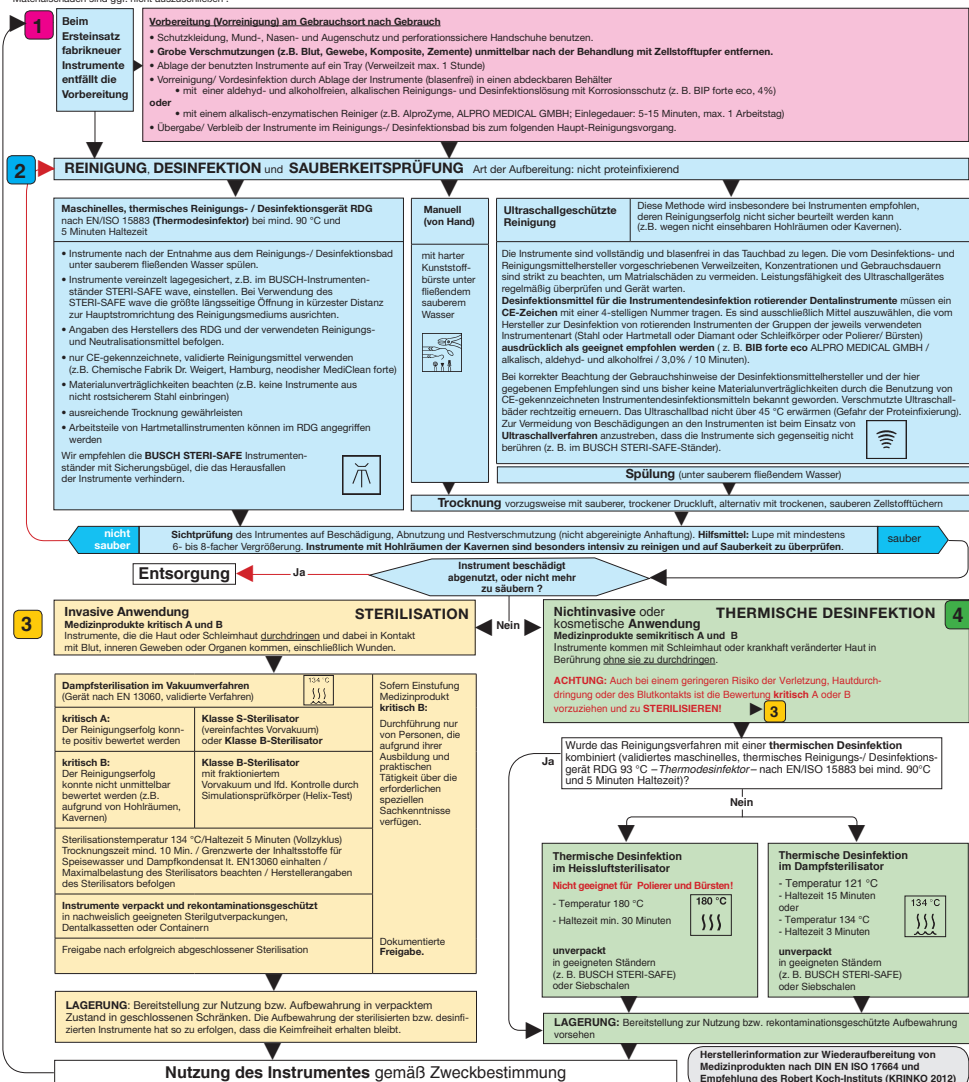 Materialschäden sind ggf. nicht auszuschließen .
1
Beim
Ersteinsatz
fabrikneuer
Instrumente
entfällt die
Vorbereitung
Vorbereitung (Vorreinigung) am Gebrauchsort nach Gebrauch
• Schutzkleidung, Mund-, Nasen- und Augenschutz und perforationssichere Handschuhe benutzen.
• Grobe Verschmutzungen (z.B. Blut, Gewebe, Komposite, Zemente) unmittelbar nach der Behandlung mit Zellstofftupfer entfernen.
• Ablage der benutzten Instrumente auf ein Tray (Verweilzeit max. 1 Stunde)
• Vorreinigung/ Vordesinfektion durch Ablage der Instrumente (blasenfrei) in einen abdeckbaren Behälter
• mit einer aldehyd- und alkoholfreien, alkalischen Reinigungs- und Desinfektionslösung mit Korrosionsschutz (z. B. BIP forte eco, 4%)
oder
• mit einem alkalisch-enzymatischen Reiniger (z.B. AlproZyme, ALPRO MEDICAL GMBH; Einlegedauer: 5-15 Minuten, max. 1 Arbeitstag)
• Übergabe/ Verbleib der Instrumente im Reinigungs-/ Desinfektionsbad bis zum folgenden Haupt-Reinigungsvorgang.
2
REINIGUNG, DESINFEKTION und SAUBERKEITSPRÜFUNG Art der Aufbereitung: nicht proteinfixierend
Maschinelles, thermisches Reinigungs- / Desinfektionsgerät RDG
nach EN/ISO 15883 (Thermodesinfektor) bei mind. 90 °C und
5 Minuten Haltezeit
• Instrumente nach der Entnahme aus dem Reinigungs-/ Desinfektionsbad
unter sauberem fließenden Wasser spülen.
• Instrumente vereinzelt lagesichert, z.B. im BUSCH-Instrumenten-
ständer STERI-SAFE wave, einstellen. Bei Verwendung des
STERI-SAFE wave die größte längsseitige Öffnung in kürzester Distanz
zur Hauptstromrichtung des Reinigungsmediums ausrichten.
• Angaben des Herstellers des RDG und der verwendeten Reinigungs-
und Neutralisationsmittel befolgen.
• nur CE-gekennzeichnete, validierte Reinigungsmittel verwenden
(z.B. Chemische Fabrik Dr. Weigert, Hamburg, neodisher MediClean forte)
• Materialunverträglichkeiten beachten (z.B. keine Instrumente aus
nicht rostsicherem Stahl einbringen)
• ausreichende Trocknung gewährleisten
• Arbeitsteile von Hartmetallinstrumenten können im RDG angegriffen
werden
Wir empfehlen die BUSCH STERI-SAFE Instrumenten-
ständer mit Sicherungsbügel, die das Herausfallen
der Instrumente verhindern.
Manuell
(von Hand)
mit harter
Kunststoff-
bürste unter
fließendem
sauberem
Wasser
Ultraschallgeschützte
Reinigung
Diese Methode wird insbesondere bei Instrumenten empfohlen,
deren Reinigungserfolg nicht sicher beurteilt werden kann
(z.B. wegen nicht einsehbaren Hohlräumen oder Kavernen).
Die Instrumente sind vollständig und blasenfrei in das Tauchbad zu legen. Die vom Desinfektions- und
Reinigungsmittelhersteller vorgeschriebenen Verweilzeiten, Konzentrationen und Gebrauchsdauern
und sind strikt zu beachten, um Matrialschäden zu vermeiden. Leistungsfähigkeit des Ultraschallgerätes
regelmäßig überprüfen und Gerät warten.
Desinfektionsmittel für die Instrumentendesinfektion rotierender Dentalinstrumente müssen ein
CE-Zeichen mit einer 4-stelligen Nummer tragen. Es sind ausschließlich Mittel auszuwählen, die vom
Hersteller zur Desinfektion von rotierenden Instrumenten der Gruppen der jeweils verwendeten
Instrumentenart (Stahl oder Hartmetall oder Diamant oder Schleifkörper oder Polierer/ Bürsten)
ausdrücklich als geeignet empfohlen werden ( z. B. BIB forte eco ALPRO MEDICAL GMBH /
alkalisch, aldehyd- und alkoholfrei / 3,0% / 10 Minuten).
Bei korrekter Beachtung der Gebrauchshinweise der Desinfektionsmittelhersteller und der hier
gegebenen Empfehlungen sind uns bisher keine Materialunverträglichkeiten durch die Benutzung von
CE-gekennzeichneten Instrumentendesinfektionsmitteln bekannt geworden. Verschmutzte Ultraschall-
bäder rechtzeitig erneuern. Das Ultraschallbad nicht über 45 °C erwärmen (Gefahr der Proteinfixierung).
Zur Vermeidung von Beschädigungen an den Instrumenten ist beim Einsatz von
Ultraschallverfahren anzustreben, dass die Instrumente sich gegenseitig nicht
berühren (z. B. im BUSCH STERI-SAFE-Ständer).
Spülung (unter sauberem fließendem Wasser)
Trocknung vorzugsweise mit sauberer, trockener Druckluft, alternativ mit trockenen, sauberen Zellstofftüchern
nicht
sauber
Sichtprüfung des Intrumentes auf Beschädigung, Abnutzung und Restverschmutzung (nicht abgereinigte Anhaftung). Hilfsmittel: Lupe mit mindestens
6- bis 8-facher Vergrößerung. Instrumente mit Hohlräumen der Kavernen sind besonders intensiv zu reinigen und auf Sauberkeit zu überprüfen.
sauber
Entsorgung
Ja
Instrument beschädigt
abgenutzt, oder nicht mehr
zu säubern ?
Nein
3
Invasive Anwendung
STERILISATION
Medizinprodukte kritisch A und B
Instrumente, die die Haut oder Schleimhaut durchdringen und dabei in Kontakt
mit Blut, inneren Geweben oder Organen kommen, einschließlich Wunden.
Dampfsterilisation im Vakuumverfahren
(Gerät nach EN 13060, validierte Verfahren)
134 °C
kritisch A:
Der Reinigungserfolg konn-
te positiv bewertet werden
Klasse S-Sterilisator
(vereinfachtes Vorvakuum)
oder Klasse B-Sterilisator
kritisch B:
Der Reinigungserfolg
konnte nicht unmittelbar
bewertet werden (z.B.
aufgrund von Hohlräumen,
Kavernen)
Klasse B-Sterilisator
mit fraktioniertem
Vorvakuum und lfd. Kontrolle durch
Simulationsprüfkörper (Helix-Test)
Sterilisationstemperatur 134 °C/Haltezeit 5 Minuten (Vollzyklus)
Trocknungszeit mind. 10 Min. / Grenzwerte der Inhaltsstoffe für
Speisewasser und Dampfkondensat lt. EN13060 einhalten /
Maximalbelastung des Sterilisators beachten / Herstellerangaben
des Sterilisators befolgen
Instrumente verpackt und rekontaminationsgeschützt
in nachweislich geeigneten Sterilgutverpackungen,
Dentalkassetten oder Containern
Freigabe nach erfolgreich abgeschlossener Sterilisation
Sofern Einstufung
Medizinprodukt
kritisch B:
Durchführung nur
von Personen, die
aufgrund ihrer
Ausbildung und
praktischen
Tätigkeit über die
erforderlichen
speziellen
Sachkenntnisse
verfügen.
Dokumentierte
Freigabe.
LAGERUNG: Bereitstellung zur Nutzung bzw. Aufbewahrung in verpacktem
Zustand in geschlossenen Schränken. Die Aufbewahrung der sterilisierten bzw. desinfi-
zierten Instrumente hat so zu erfolgen, dass die Keimfreiheit erhalten bleibt.
Nichtinvasive oder
kosmetische Anwendung
THERMISCHE DESINFEKTION
4
Medizinprodukte semikritisch A und B
Instrumente kommen mit Schleimhaut oder krankhaft veränderter Haut in
Berührung ohne sie zu durchdringen.
ACHTUNG: Auch bei einem geringeren Risiko der Verletzung, Hautdurch-
dringung oder des Blutkontakts ist die Bewertung kritisch A oder B
vorzuziehen und zu STERILISIEREN!
3
Ja
Wurde das Reinigungsverfahren mit einer thermischen Desinfektion
kombiniert (validiertes maschinelles, thermisches Reinigungs-/ Desinfektions-
gerät RDG 93 °C –Thermodesinfektor– nach EN/ISO 15883 bei mind. 90°C
und 5 Minuten Haltezeit)?
Nein
Thermische Desinfektion
im Heissluftsterilisator
Nicht geeignet für Polierer und Bürsten!
- Temperatur 180 °C
- Haltezeit min. 30 Minuten
180 °C
unverpackt
in geeigneten Ständern
(z. B. BUSCH STERI-SAFE)
oder Siebschalen
Thermische Desinfektion
im Dampfsterilisator
- Temperatur 121 °C
- Haltezeit 15 Minuten
oder
- Temperatur 134 °C
- Haltezeit 3 Minuten
134 °C
unverpackt
in geeigneten Ständern
(z. B. BUSCH STERI-SAFE)
oder Siebschalen
LAGERUNG: Bereitstellung zur Nutzung bzw. rekontaminationsgeschützte Aufbewahrung
vorsehen
Nutzung des Instrumentes gemäß Zweckbestimmung
Herstellerinformation zur Wiederaufbereitung von
Medizinprodukten nach DIN EN ISO 17664 und
Empfehlung des Robert Koch-Instituts (KRINKO 2012)